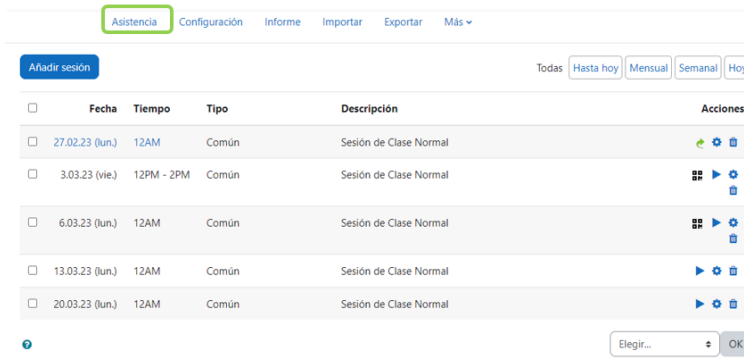 Asistencia Configuración Informe Importar Exportar Más
Añadir sesión Todas Hasta hoy Mensual Semanal Hoy
Fecha Tiempo Tipo Descripción Acciones
27.02.23 (lun.) 12AM Común Sesión de Clase Normal
3.03.23 (vie.) 12PM - 2PM Común Sesión de Clase Normal
6.03.23 (lun.) 12AM Común Sesión de Clase Normal
13.03.23 (lun.) 12AM Común Sesión de Clase Normal
20.03.23 (lun.) 12AM Común Sesión de Clase Normal
Elegir... OK